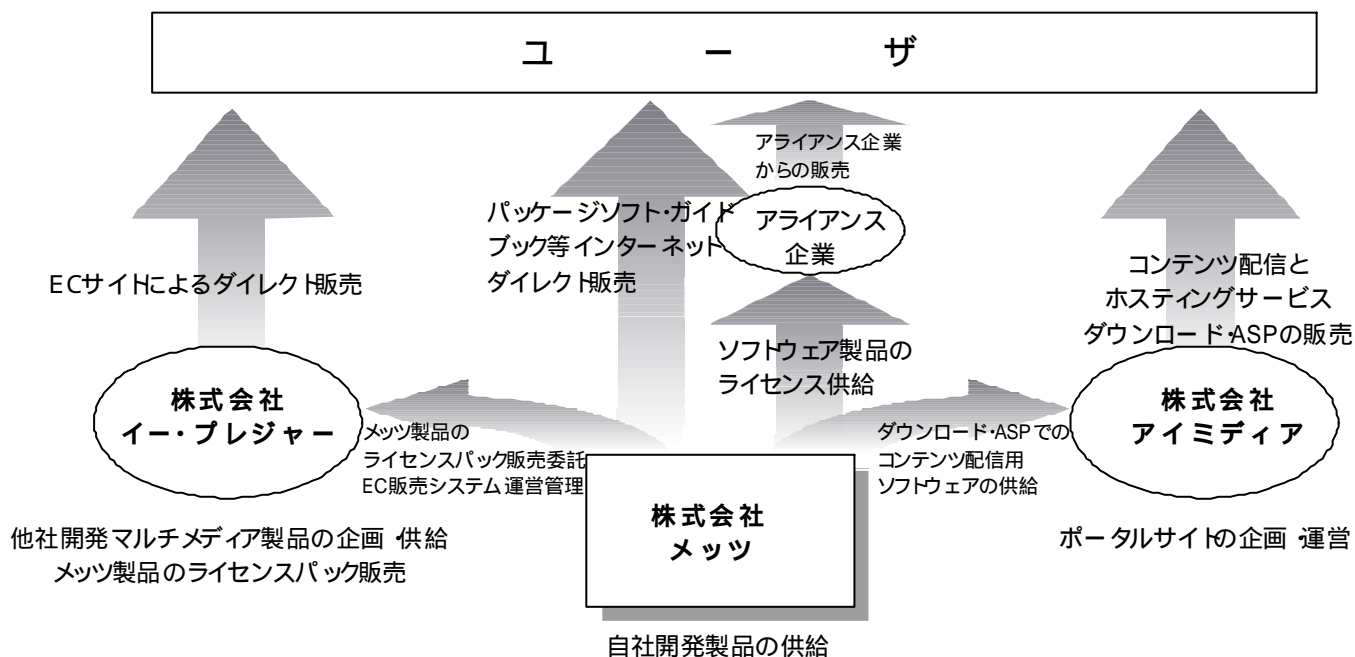 ユーザ
アライアンス企業
からの販売
パッケージソフト・ガイド
ブック等インターネット
ダイレクト販売
アライアンス
企業
ECサイトによるダイレクト販売
コンテンツ配信と
ホスティングサービス
ダウンロード・ASPの販売
ソフトウェア製品の
ライセンス供給
株式会社
イー・プレジャー
株式会社
アイミディア
メッツ製品の
ライセンスパック販売委託
EC販売システム運営管理
ダウンロード・ASPでの
コンテンツ配信用
ソフトウェアの供給
株式会社
メッツ
他社開発マルチメディア製品の企画・供給
メッツ製品のライセンスパック販売
ポータルサイトの企画・運営
自社開発製品の供給